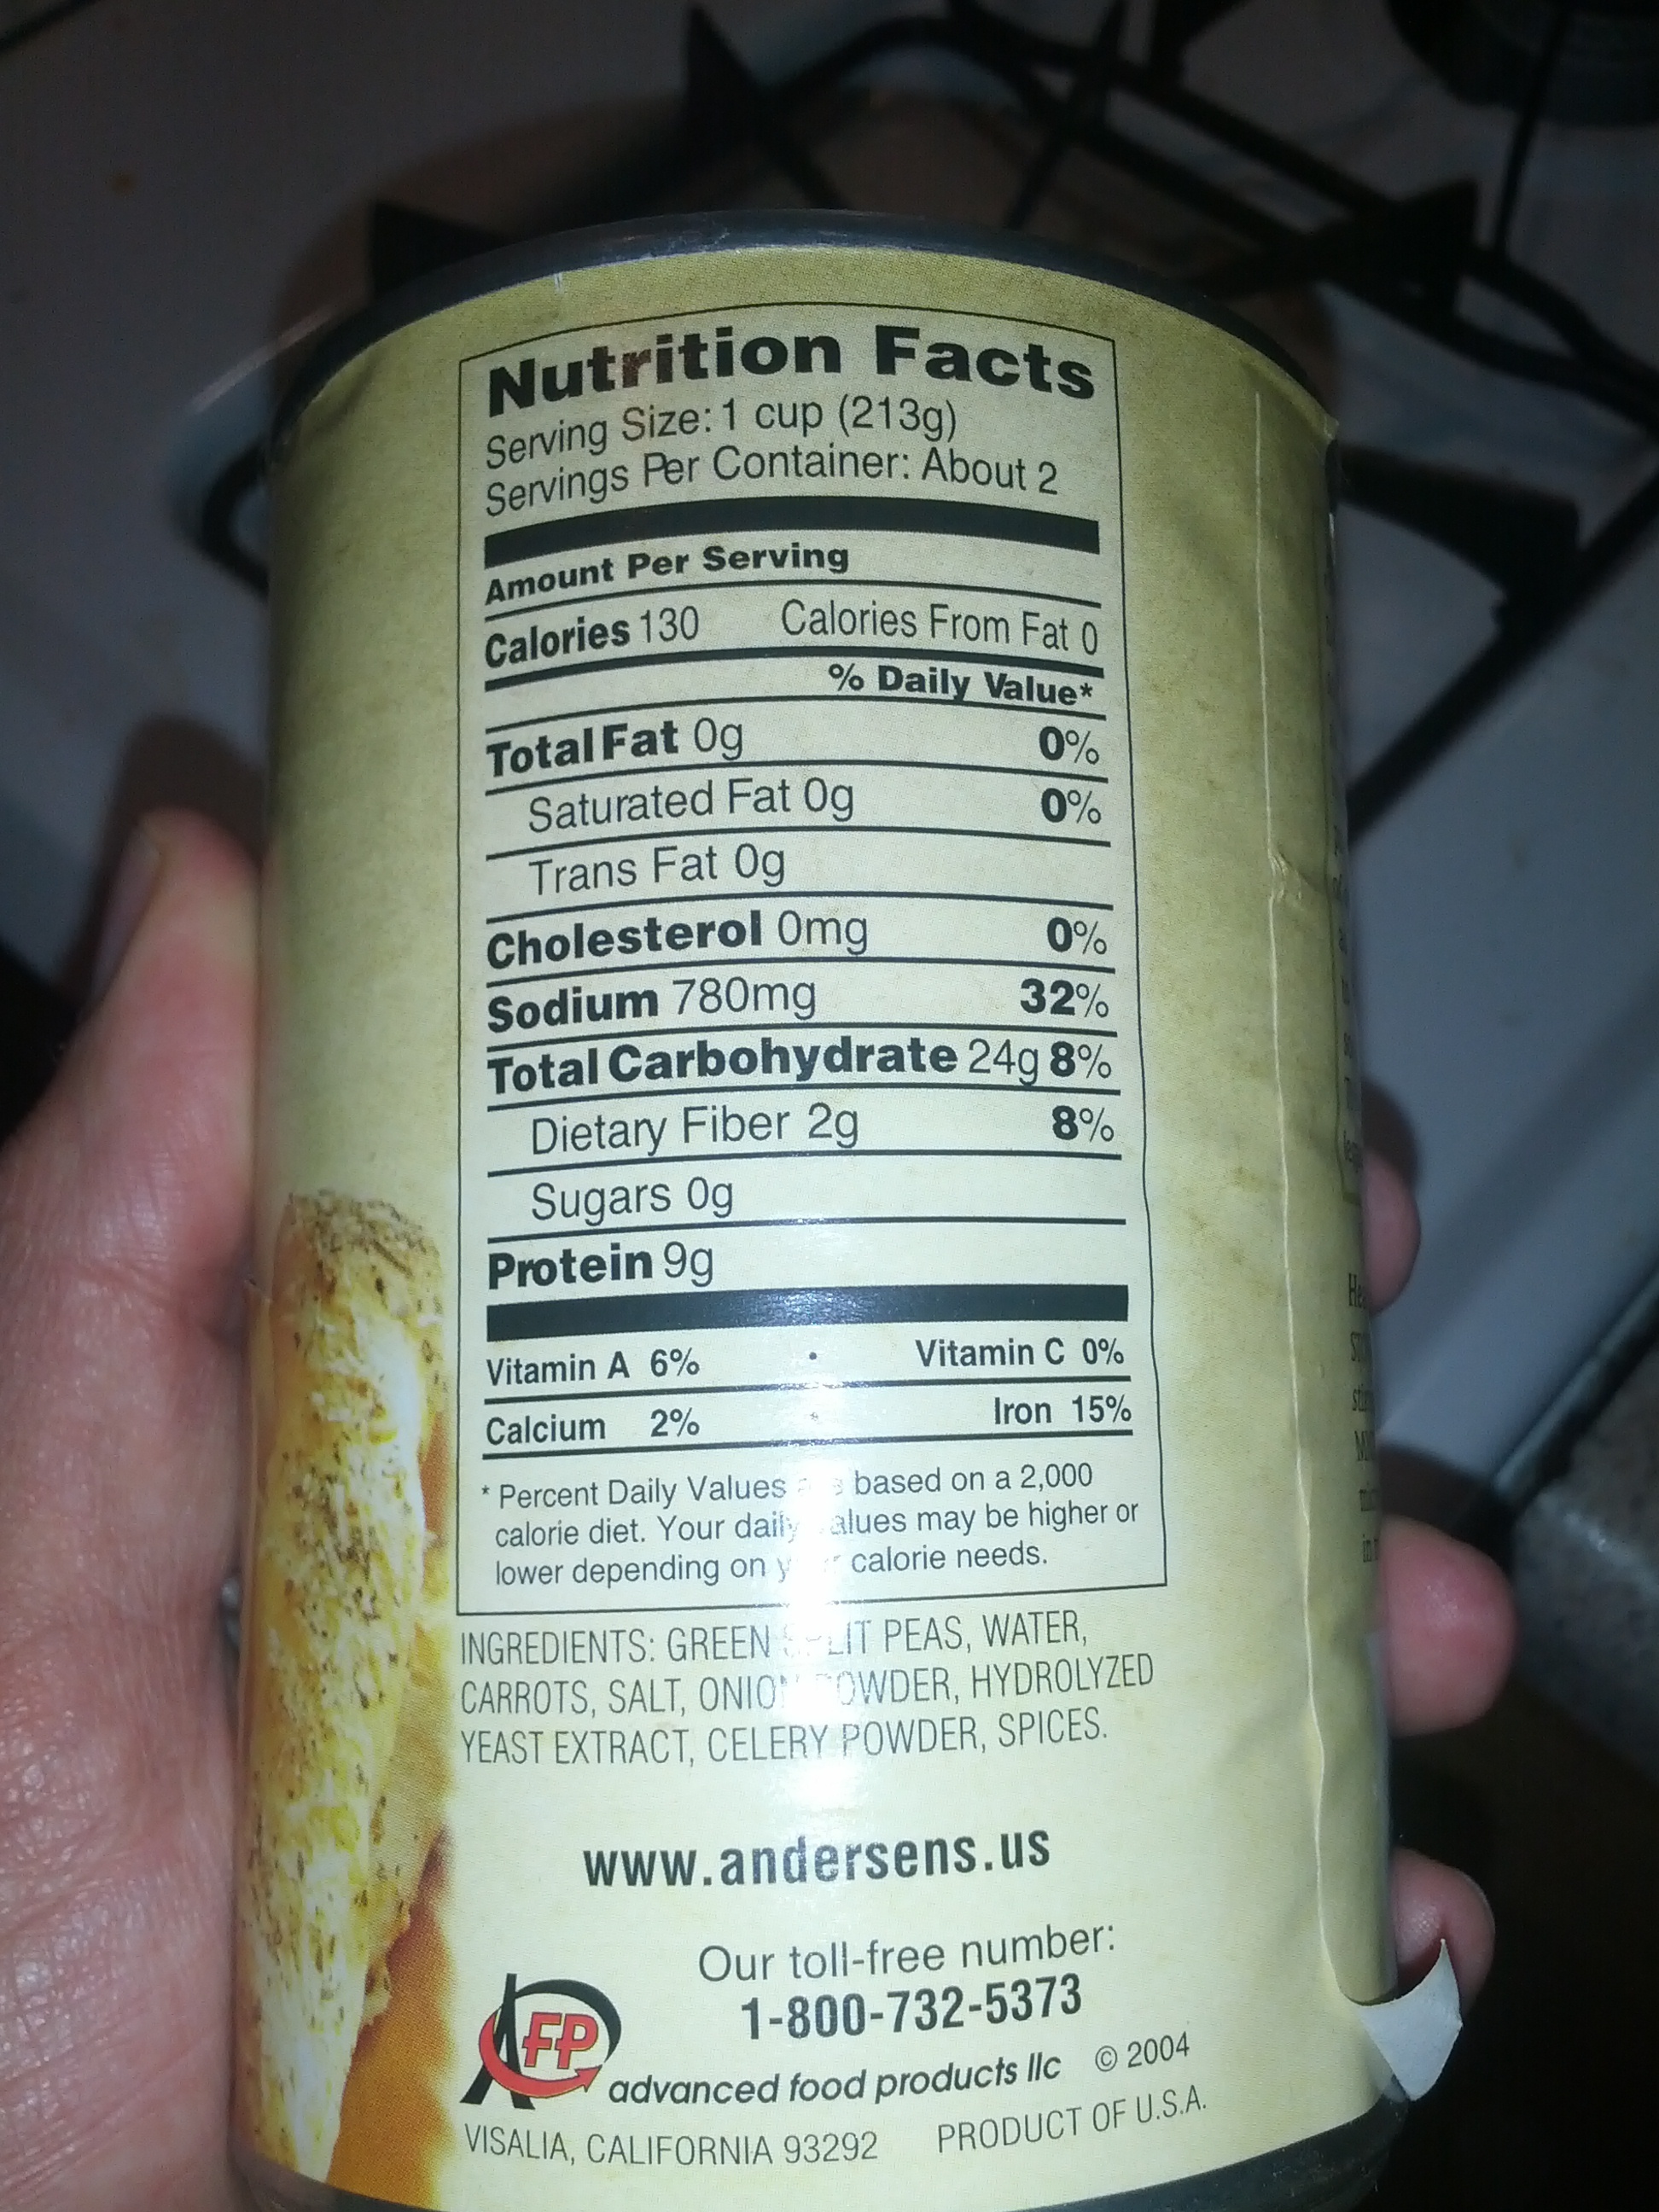 Nutrition Facts
Serving Size: 1 cup (213g)
Servings Per Container: About 2
Amount Per Serving
Calories 130 Calories From Fat 0
% Daily Value*
Total Fat 0g 0%
Saturated Fat 0g 0%
Trans Fat 0g
Cholesterol 0mg 0%
Sodium 780mg 32%
Total Carbohydrate 24g 8%
Dietary Fiber 2g 8%
Sugars 0g
Protein 9g
Vitamin A 6% • Vitamin C 0%
Calcium 2% • Iron 15%
* Percent Daily Values are based on a 2,000
calorie diet. Your daily values may be higher or
lower depending on your calorie needs.
INGREDIENTS: GREEN SPLIT PEAS, WATER,
CARROTS, SALT, ONION POWDER, HYDROLYZED
YEAST EXTRACT, CELERY POWDER, SPICES.
www.andersens.us
Our toll-free number:
1-800-732-5373
AFP
advanced food products llc © 2004
VISALIA, CALIFORNIA 93292 PRODUCT OF U.S.A.